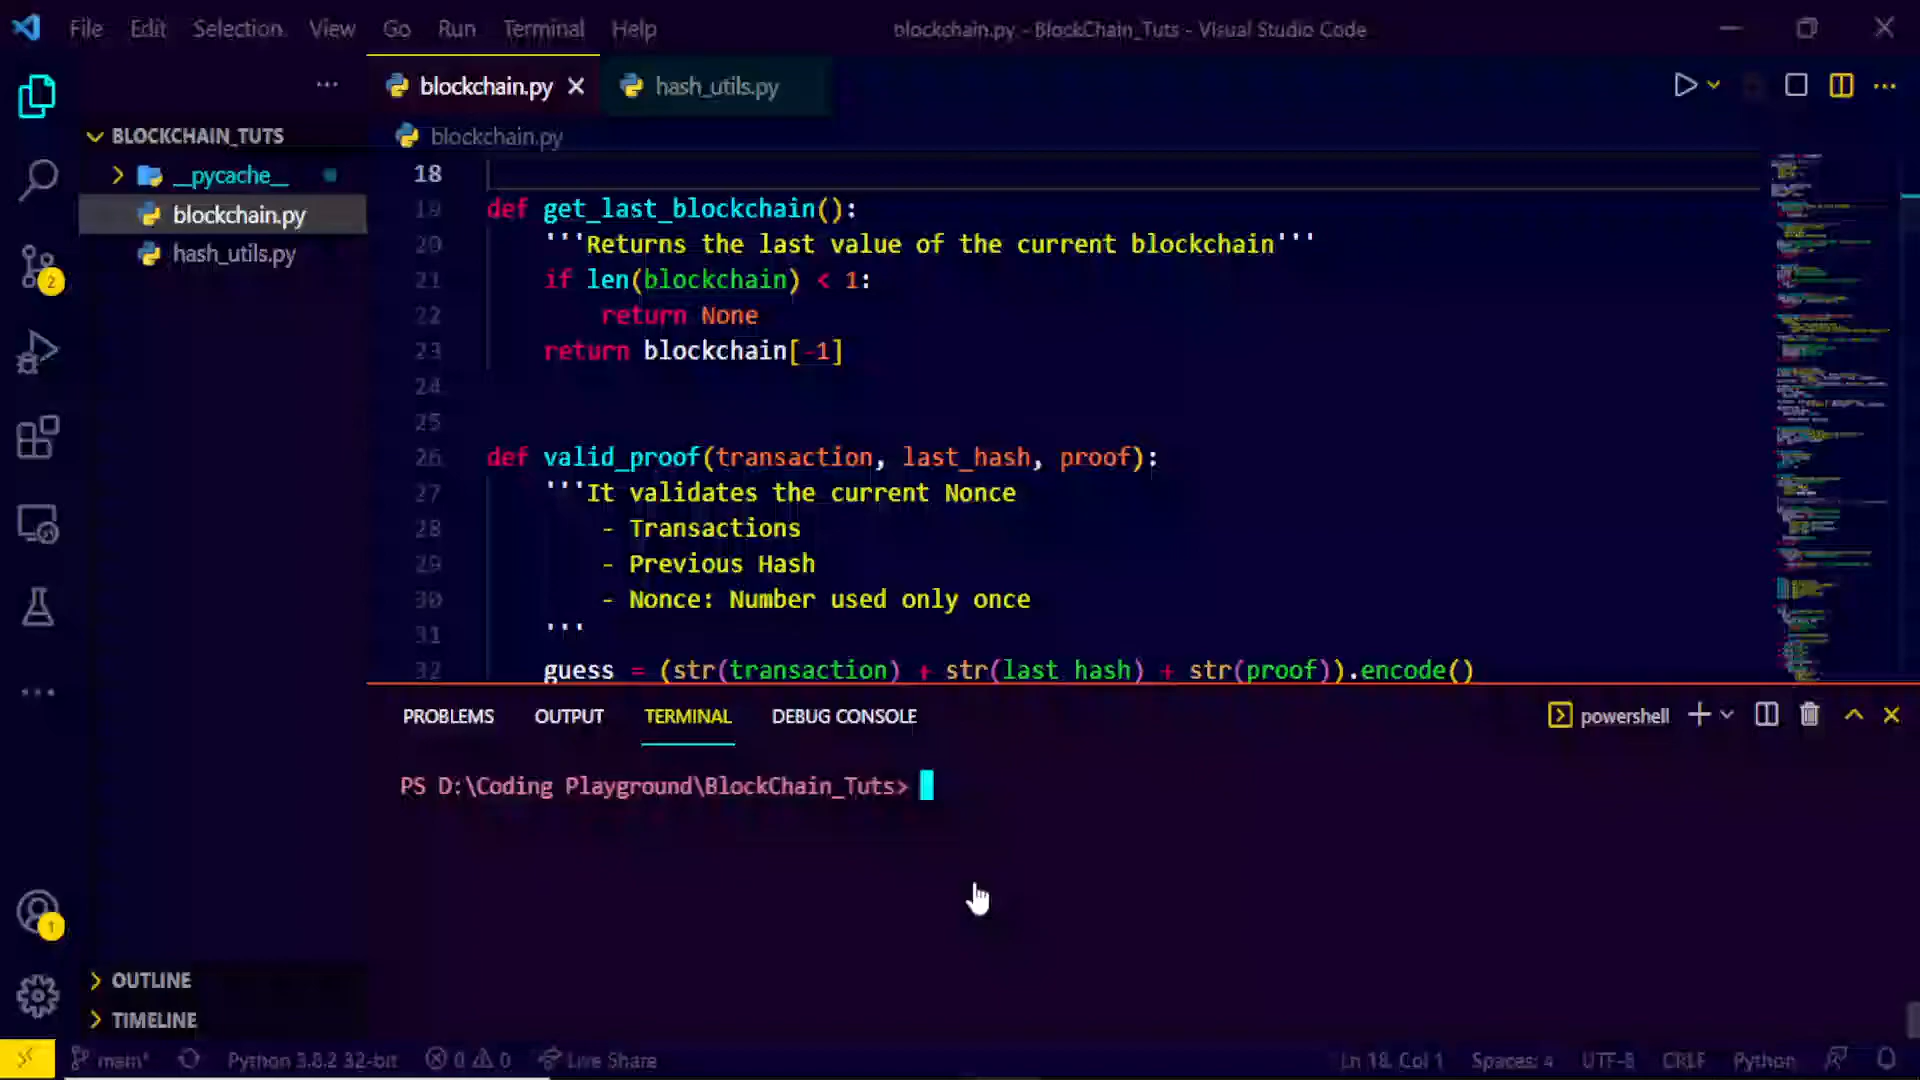 File Edit Selection View Go Run Terminal Help
blockchain.py - BlockChain_Tuts - Visual Studio Code
blockchain.py
hash_utils.py
BLOCKCHAIN_TUTS
__pycache__
blockchain.py
hash_utils.py
blockchain.py
18
19 def get_last_blockchain():
20 '''Returns the last value of the current blockchain'''
21 if len(blockchain) < 1:
22 return None
23 return blockchain[-1]
24
25
26 def valid_proof(transaction, last_hash, proof):
27 '''It validates the current Nonce
28 - Transactions
29 - Previous Hash
30 - Nonce: Number used only once
31 '''
32 guess = (str(transaction) + str(last_hash) + str(proof)).encode()
2
1
PROBLEMS OUTPUT TERMINAL DEBUG CONSOLE
powershell
PS D:\Coding Playground\BlockChain_Tuts>
OUTLINE
TIMELINE
main* Python 3.8.2 32-bit 0 0 Live Share
Ln 18, Col 1 Spaces: 4 UTF-8 CRLF Python